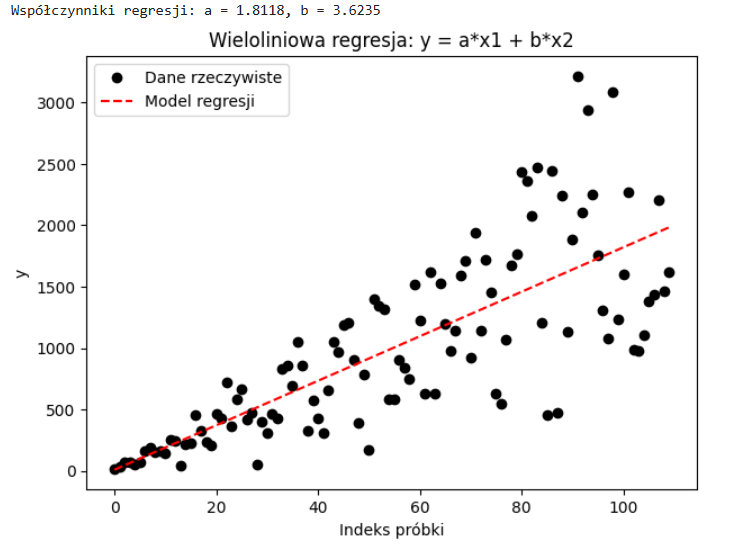 Współczynniki regresji: a = 1.8118, b = 3.6235
Wieloliniowa regresja: y = a*x1 + b*x2
Dane rzeczywiste
Model regresji
3000
2500
2000
1500
1000
500
0
y
0 20 40 60 80 100
Indeks próbki